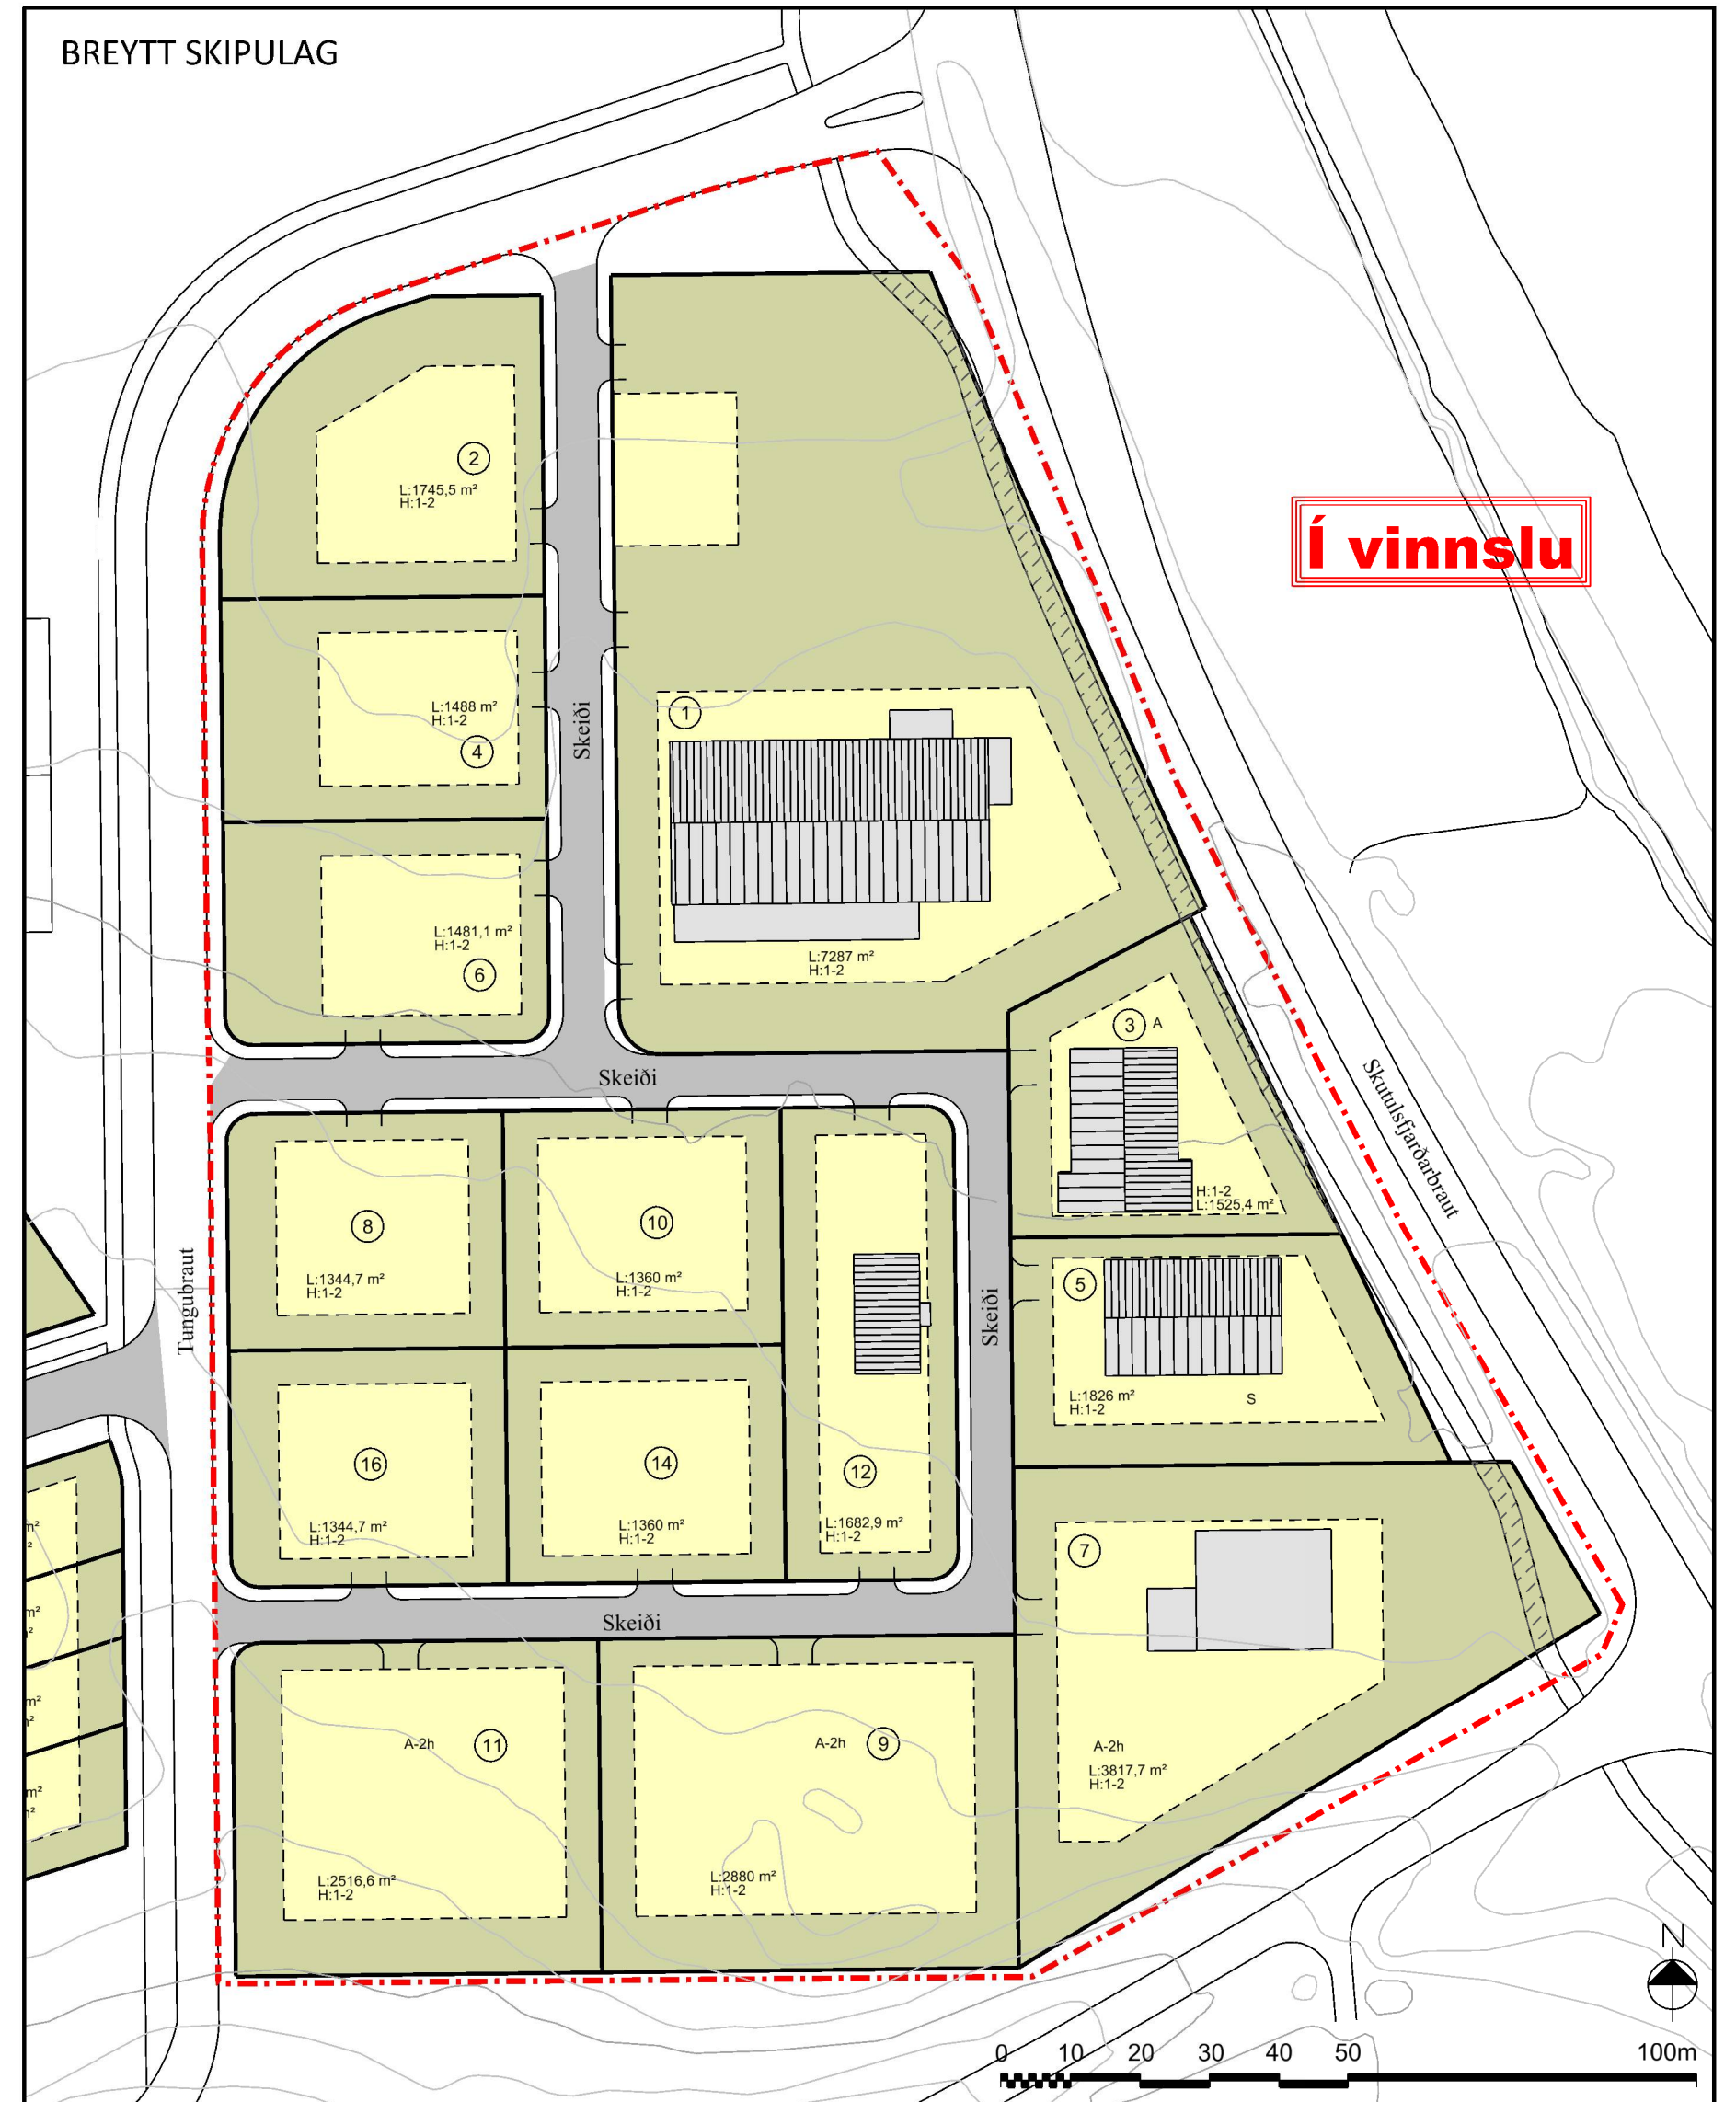 BREYTT SKIPULAG
Í vinnslu
2
L:1745,5 m²
H:1-2
L:1488 m²
H:1-2
4
L:1481,1 m²
H:1-2
6
Skeiði
1
L:7287 m²
H:1-2
3 A
H:1-2
L:1525,4 m²
Skutulsfjarðarbraut
Skeiði
8
L:1344,7 m²
H:1-2
10
L:1360 m²
H:1-2
Tungubraut
Skeiði
5
L:1826 m²
H:1-2
S
16
L:1344,7 m²
H:1-2
14
L:1360 m²
H:1-2
12
L:1682,9 m²
H:1-2
7
A-2h
L:3817,7 m²
H:1-2
Skeiði
A-2h 11
L:2516,6 m²
H:1-2
A-2h 9
L:2880 m²
H:1-2
m²
m²
m²
N
0 10 20 30 40 50 100m